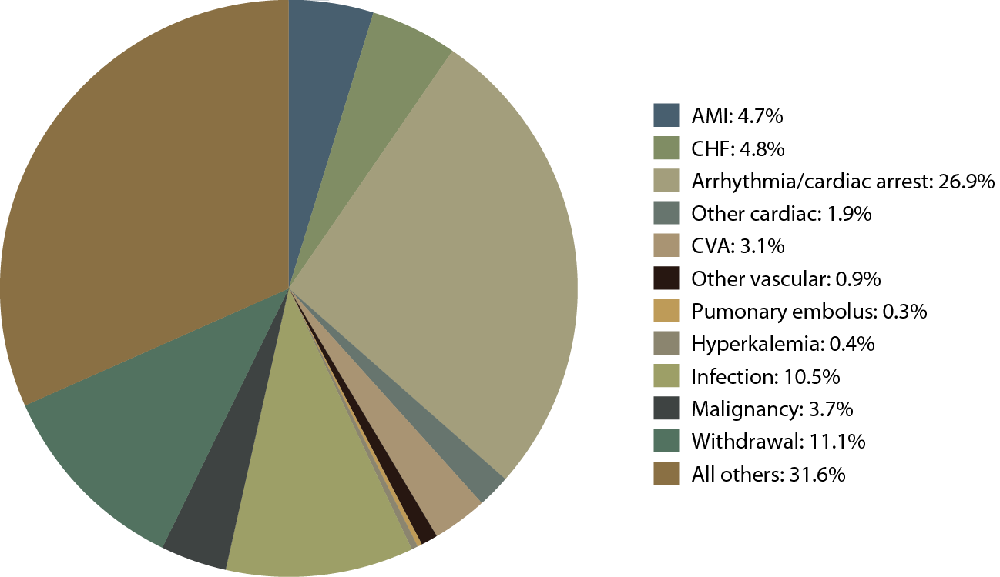 AMI: 4.7%
CHF: 4.8%
Arrhythmia/cardiac arrest: 26.9%
Other cardiac: 1.9%
CVA: 3.1%
Other vascular: 0.9%
Pumonary embolus: 0.3%
Hyperkalemia: 0.4%
Infection: 10.5%
Malignancy: 3.7%
Withdrawal: 11.1%
All others: 31.6%